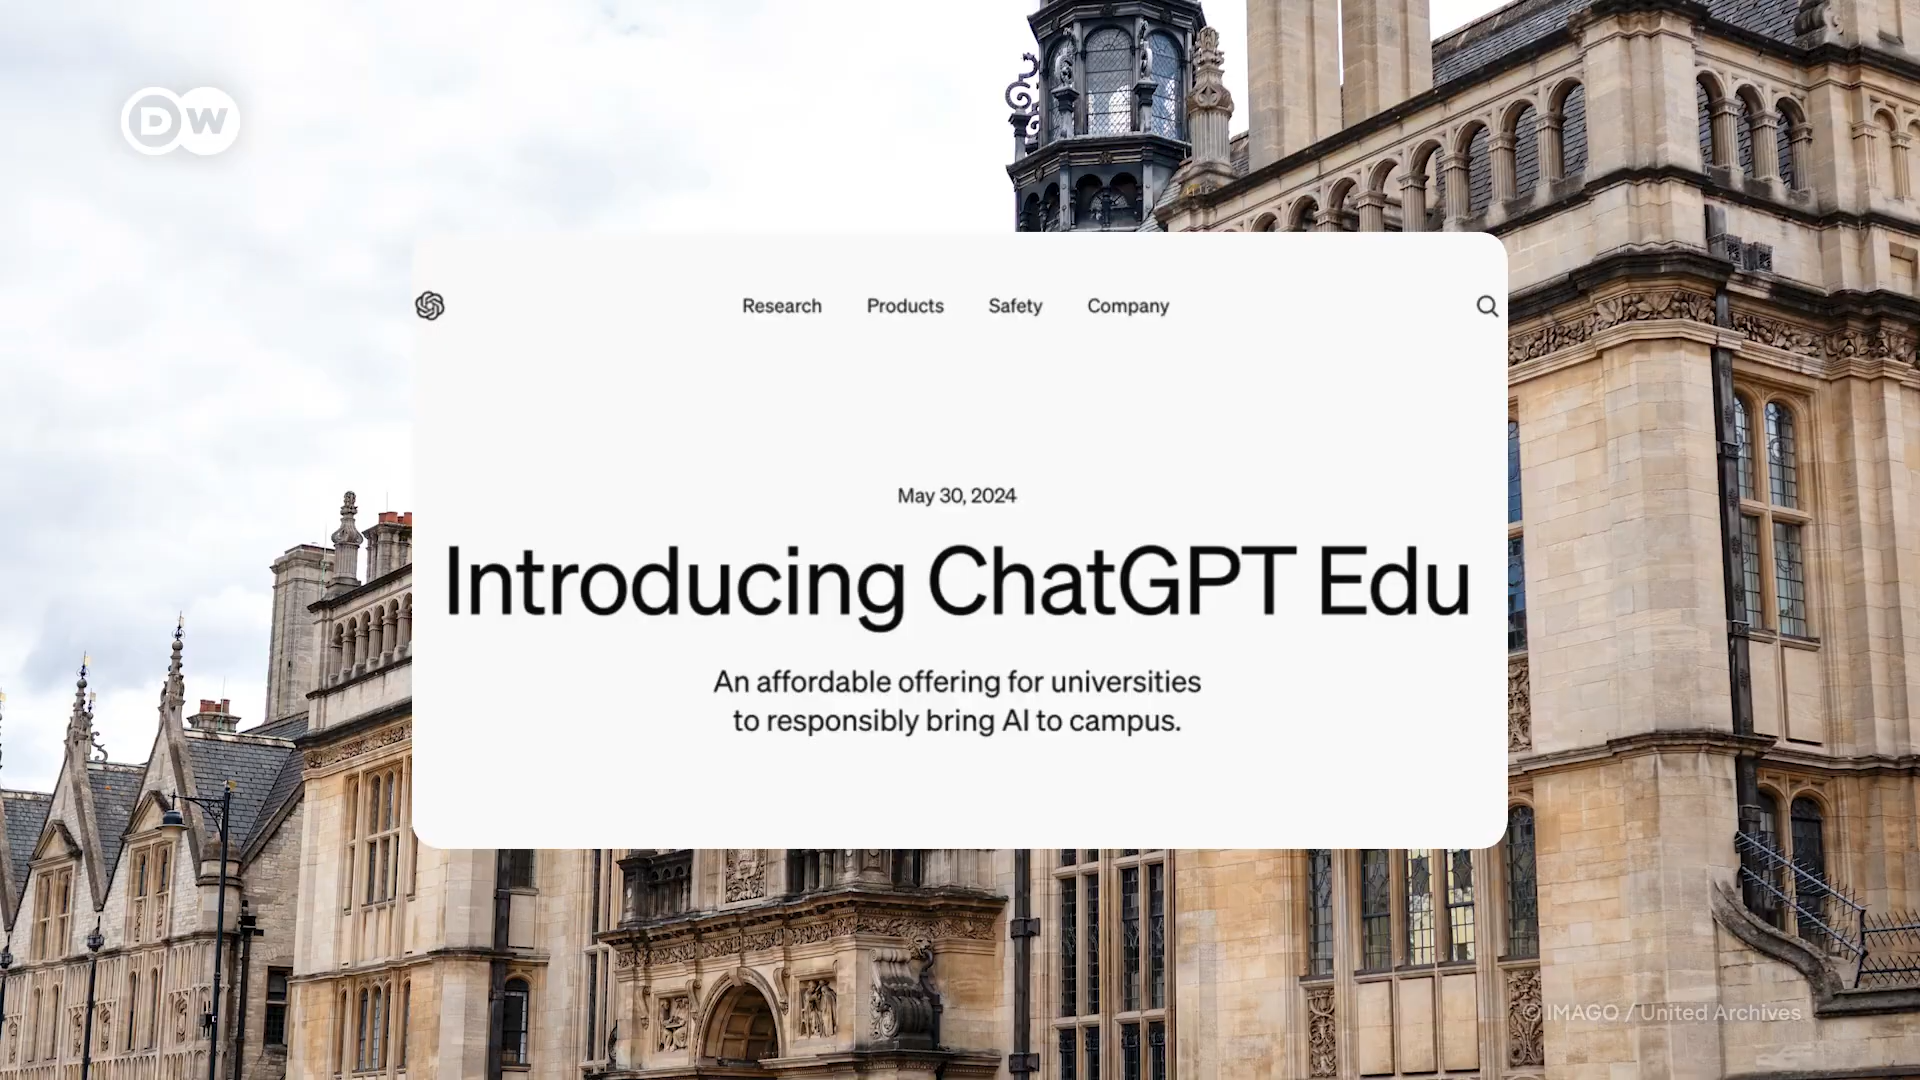 DW
Research Products Safety Company
May 30, 2024
Introducing ChatGPT Edu
An affordable offering for universities
to responsibly bring AI to campus.
© IMAGO / United Archives